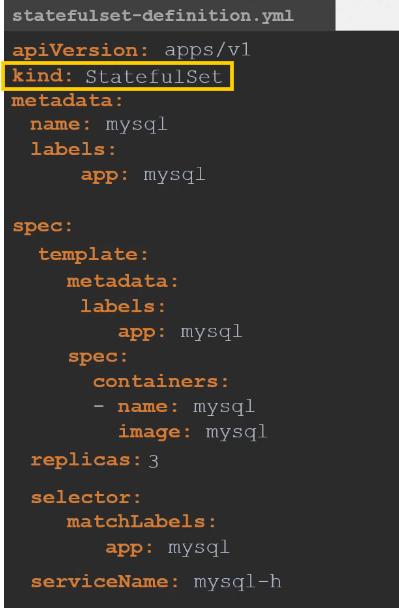 statefulset-definition.yml
apiVersion: apps/v1
kind: StatefulSet
metadata:
name: mysql
labels:
app: mysql
spec:
template:
metadata:
labels:
app: mysql
spec:
containers:
- name: mysql
image: mysql
replicas: 3
selector:
matchLabels:
app: mysql
serviceName: mysql-h